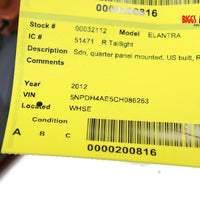 0000200816
BIGGS
Stock # 00032112 Model ELANTRA
IC # 51471 R Taillight
Description Sdn, quarter panel mounted, US built, R
Year 2012
VIN 5NPDH4AE5CH086263
Located WHSE
Condition
A B C
0000200816